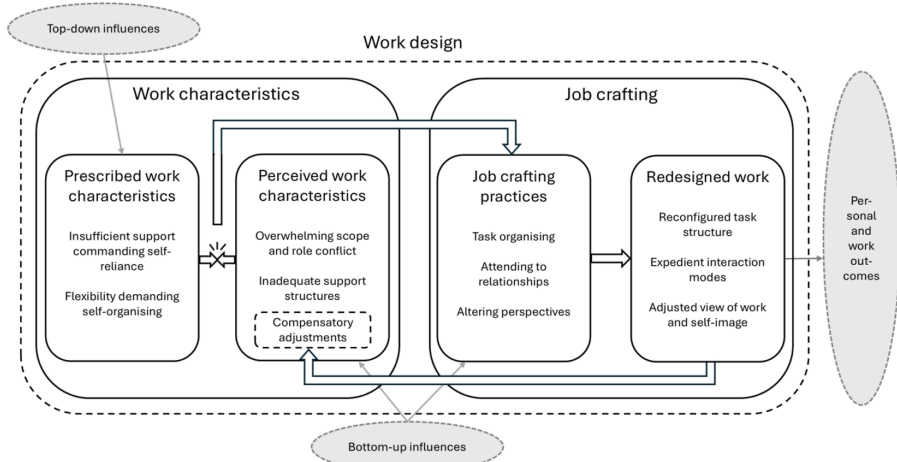 Top-down influences
Work design
Work characteristics
Job crafting
Prescribed work
characteristics
Insufficient support
commanding self-
reliance
Flexibility demanding
self-organising
Perceived work
characteristics
Overwhelming scope
and role conflict
Inadequate support
structures
Compensatory
adjustments
Job crafting
practices
Task organising
Attending to
relationships
Altering perspectives
Redesigned work
Reconfigured task
structure
Expedient interaction
modes
Adjusted view of work
and self-image
Per-
sonal
and
work
out-
comes
Bottom-up influences